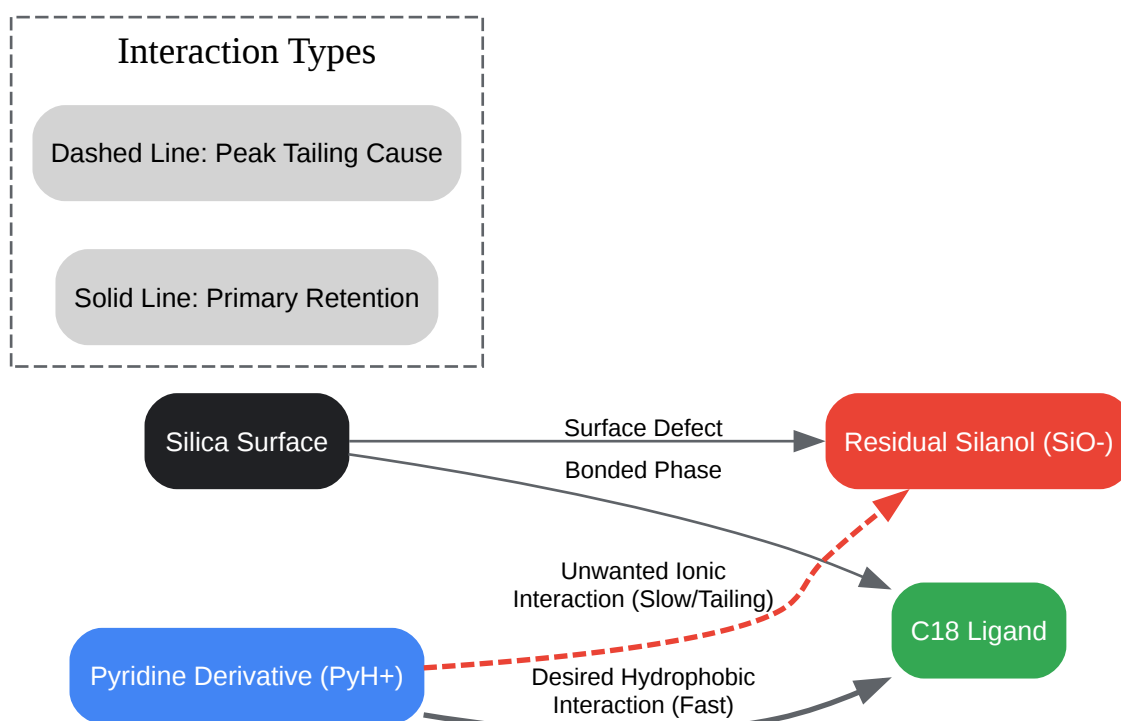 Interaction Types
Dashed Line: Peak Tailing Cause
Solid Line: Primary Retention
Silica Surface
Surface Defect
Residual Silanol (SiO-)
Bonded Phase
Unwanted Ionic
Interaction (Slow/Tailing)
C18 Ligand
Pyridine Derivative (PyH+)
Desired Hydrophobic
Interaction (Fast)